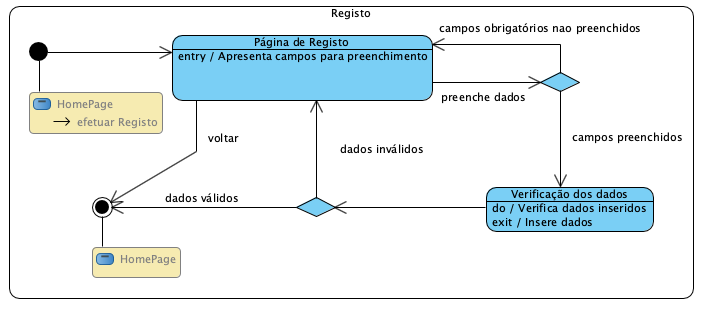 Registo
campos obrigatórios nao preenchidos
Página de Registo
entry / Apresenta campos para preenchimento
preenche dados
HomePage
efetuar Registo
voltar
dados inválidos
campos preenchidos
dados válidos
Verificação dos dados
do / Verifica dados inseridos
exit / Insere dados
HomePage